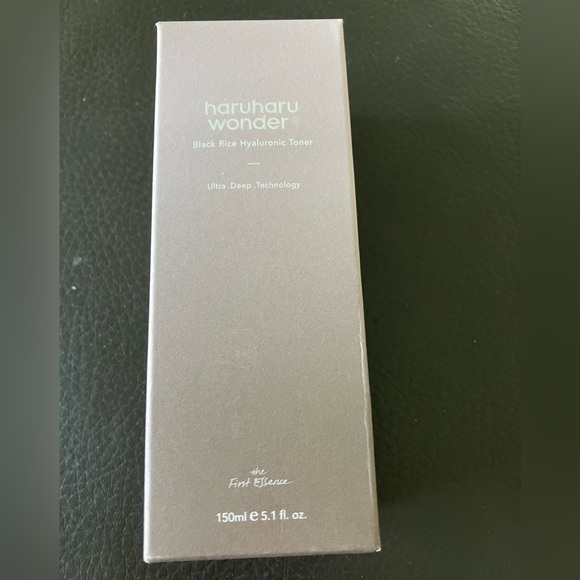 haruharu
wonder
Black Rice Hyaluronic Toner
Ultra .Deep .Technology
the
First Essence
150ml e 5.1 fl. oz.